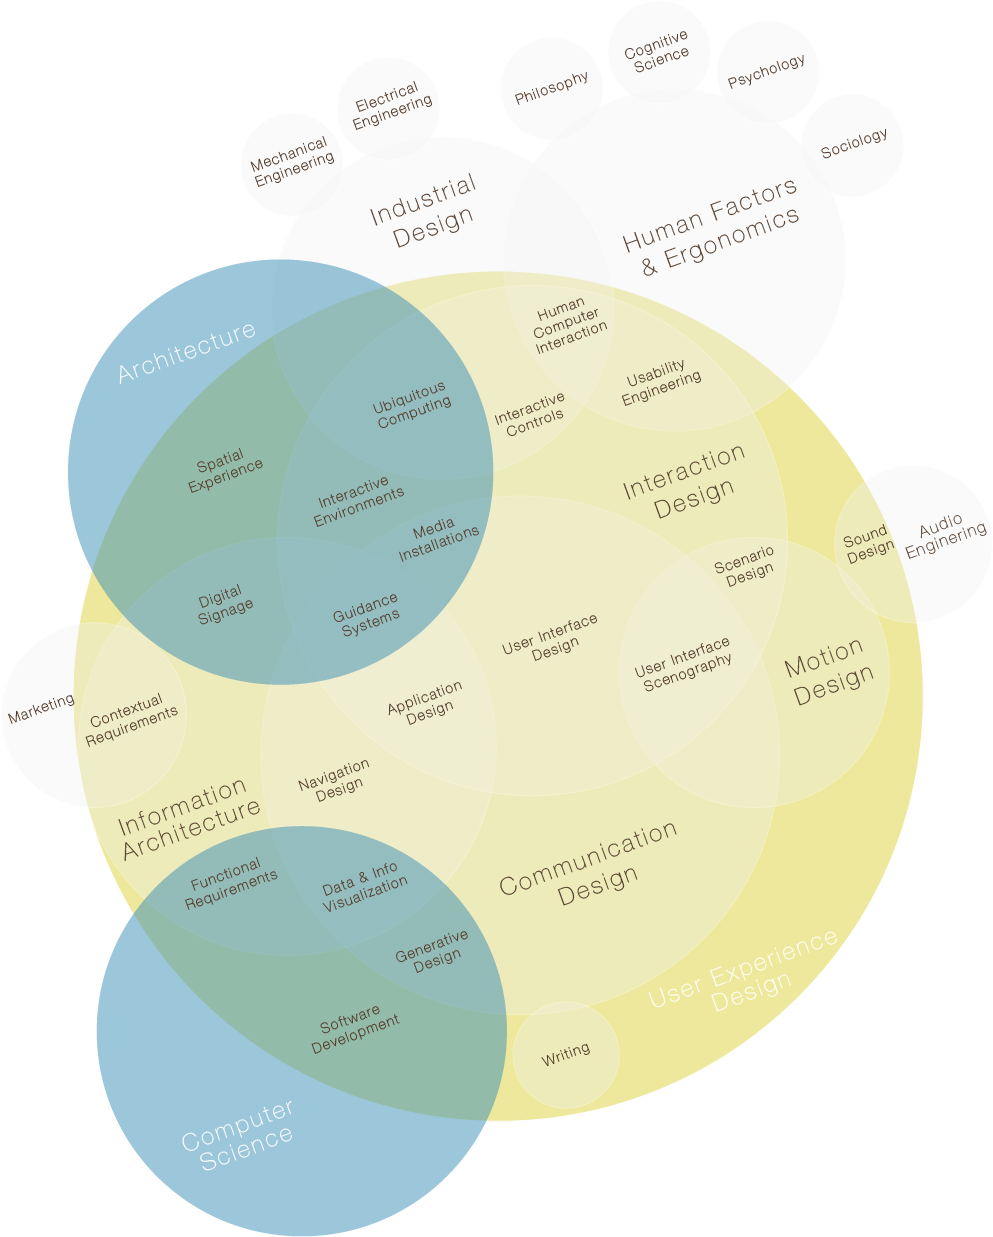 Cognitive
Science
Philosophy
Psychology
Electrical
Engineering
Mechanical
Engineering
Sociology
Industrial
Design
Human Factors
& Ergonomics
Architecture
Human
Computer
Interaction
Usability
Engineering
Ubiquitous
Computing
Interactive
Controls
Spatial
Experience
Interactive
Environments
Interaction
Design
Media
Installations
Sound
Design
Audio
Enginering
Scenario
Design
Digital
Signage
Guidance
Systems
User Interface
Design
User Interface
Scenography
Motion
Design
Marketing
Contextual
Requirements
Application
Design
Navigation
Design
Information
Architecture
Communication
Design
Functional
Requirements
Data & Info
Visualization
Generative
Design
User Experience
Design
Software
Development
Writing
Computer
Science